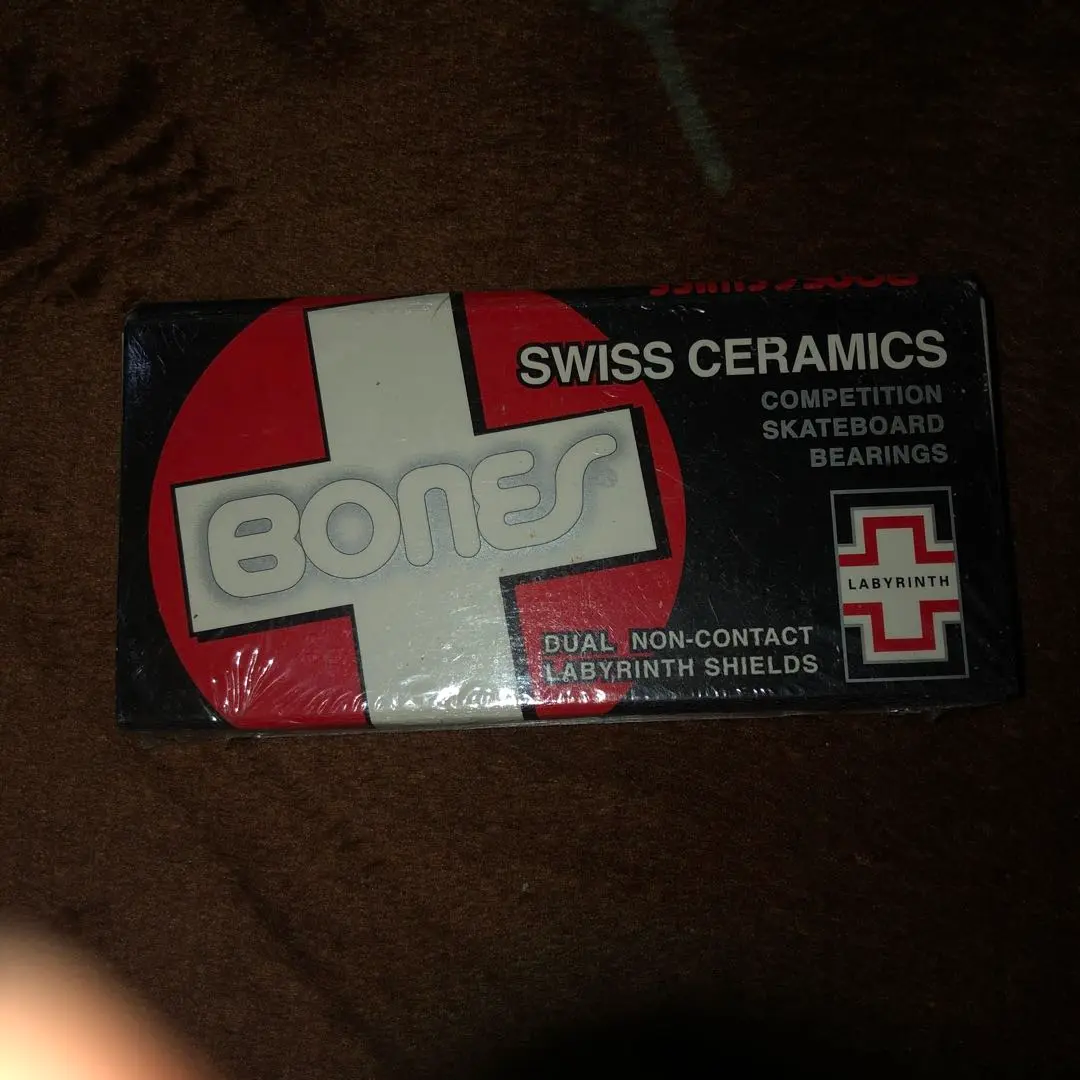 SWISS CERAMICS
COMPETITION
SKATEBOARD
BEARINGS
BONES
LABYRINTH
DUAL NON-CONTACT
LABYRINTH SHIELDS